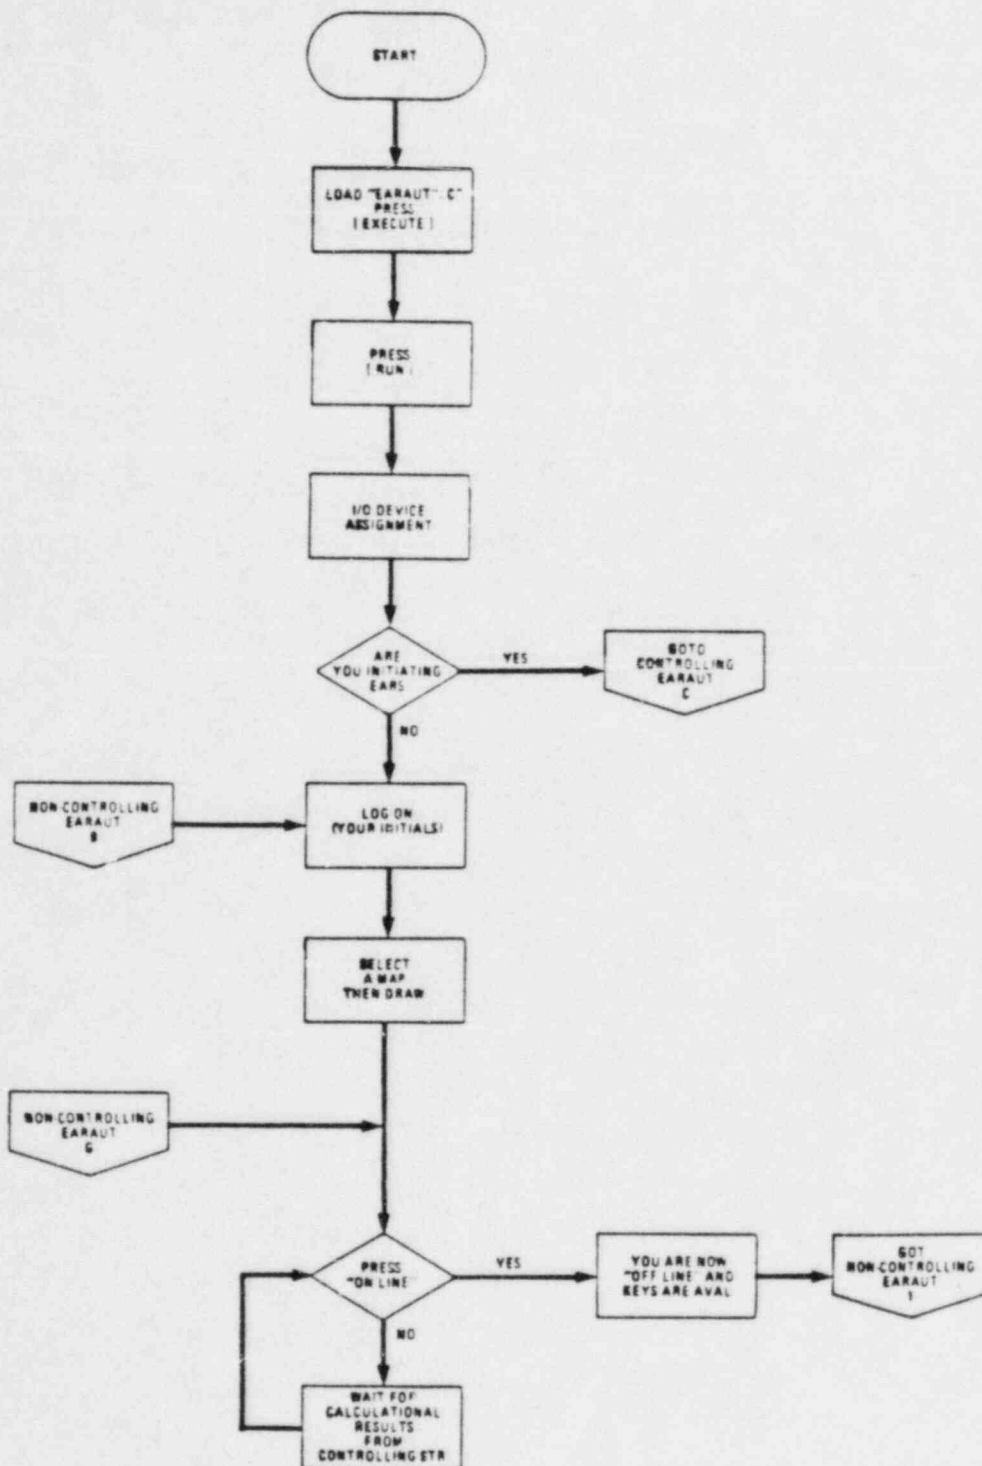 START
LOAD "EARAUT":C"
PRESS
[EXECUTE]
PRESS
[RUN]
I/O DEVICE
ASSIGNMENT
ARE
YOU INITIATING
EARS
YES
GOTO
CONTROLLING
EARAUT
C
NO
NON-CONTROLLING
EARAUT
LOG ON
(YOUR INITIALS)
SELECT
A MAP
THEN DRAW
NON-CONTROLLING
EARAUT
G
PRESS
"ON LINE"
YES
YOU ARE NOW
"OFF LINE" AND
KEYS ARE AVAL
GOT
NON-CONTROLLING
EARAUT
NO
WAIT FOR
CALCULATIONAL
RESULTS
FROM
CONTROLLING STR